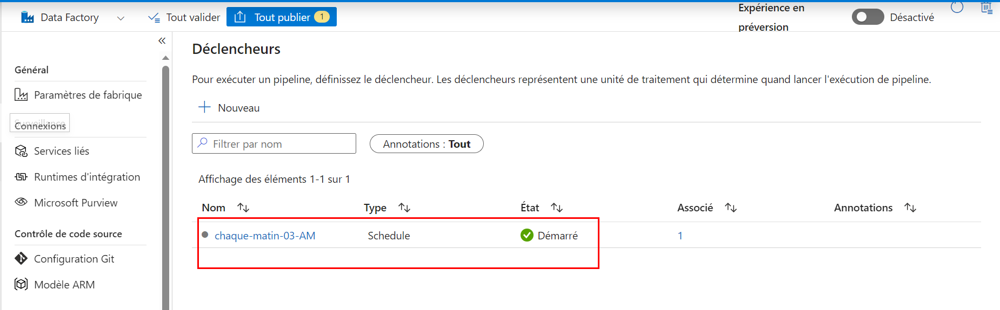 Data Factory
Tout valider
Tout publier 1
Expérience en
préversion
Désactivé
«
Général
Paramètres de fabrique
Surveillance
Connexions
Services liés
Runtimes d'intégration
Microsoft Purview
Contrôle de code source
Configuration Git
Modèle ARM
Déclencheurs
Pour exécuter un pipeline, définissez le déclencheur. Les déclencheurs représentent une unité de traitement qui détermine quand lancer l'exécution de pipeline.
Nouveau
Filtrer par nom
Annotations : Tout
Affichage des éléments 1-1 sur 1
Nom Type État Associé Annotations
chaque-matin-03-AM Schedule Démarré 1